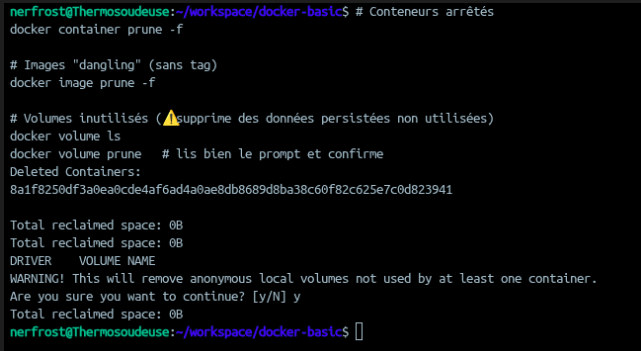 nerfrost@Thermosoudeuse:~/workspace/docker-basic$ # Conteneurs arrêtés
docker container prune -f
# Images "dangling" (sans tag)
docker image prune -f
# Volumes inutilisés (⚠️supprime des données persistées non utilisées)
docker volume ls
docker volume prune   # lis bien le prompt et confirme
Deleted Containers:
8a1f8250df3a0ea0cde4af6ad4a0ae8db8689d8ba38c60f82c625e7c0d823941
Total reclaimed space: 0B
Total reclaimed space: 0B
DRIVER    VOLUME NAME
WARNING! This will remove anonymous local volumes not used by at least one container.
Are you sure you want to continue? [y/N] y
Total reclaimed space: 0B
nerfrost@Thermosoudeuse:~/workspace/docker-basic$